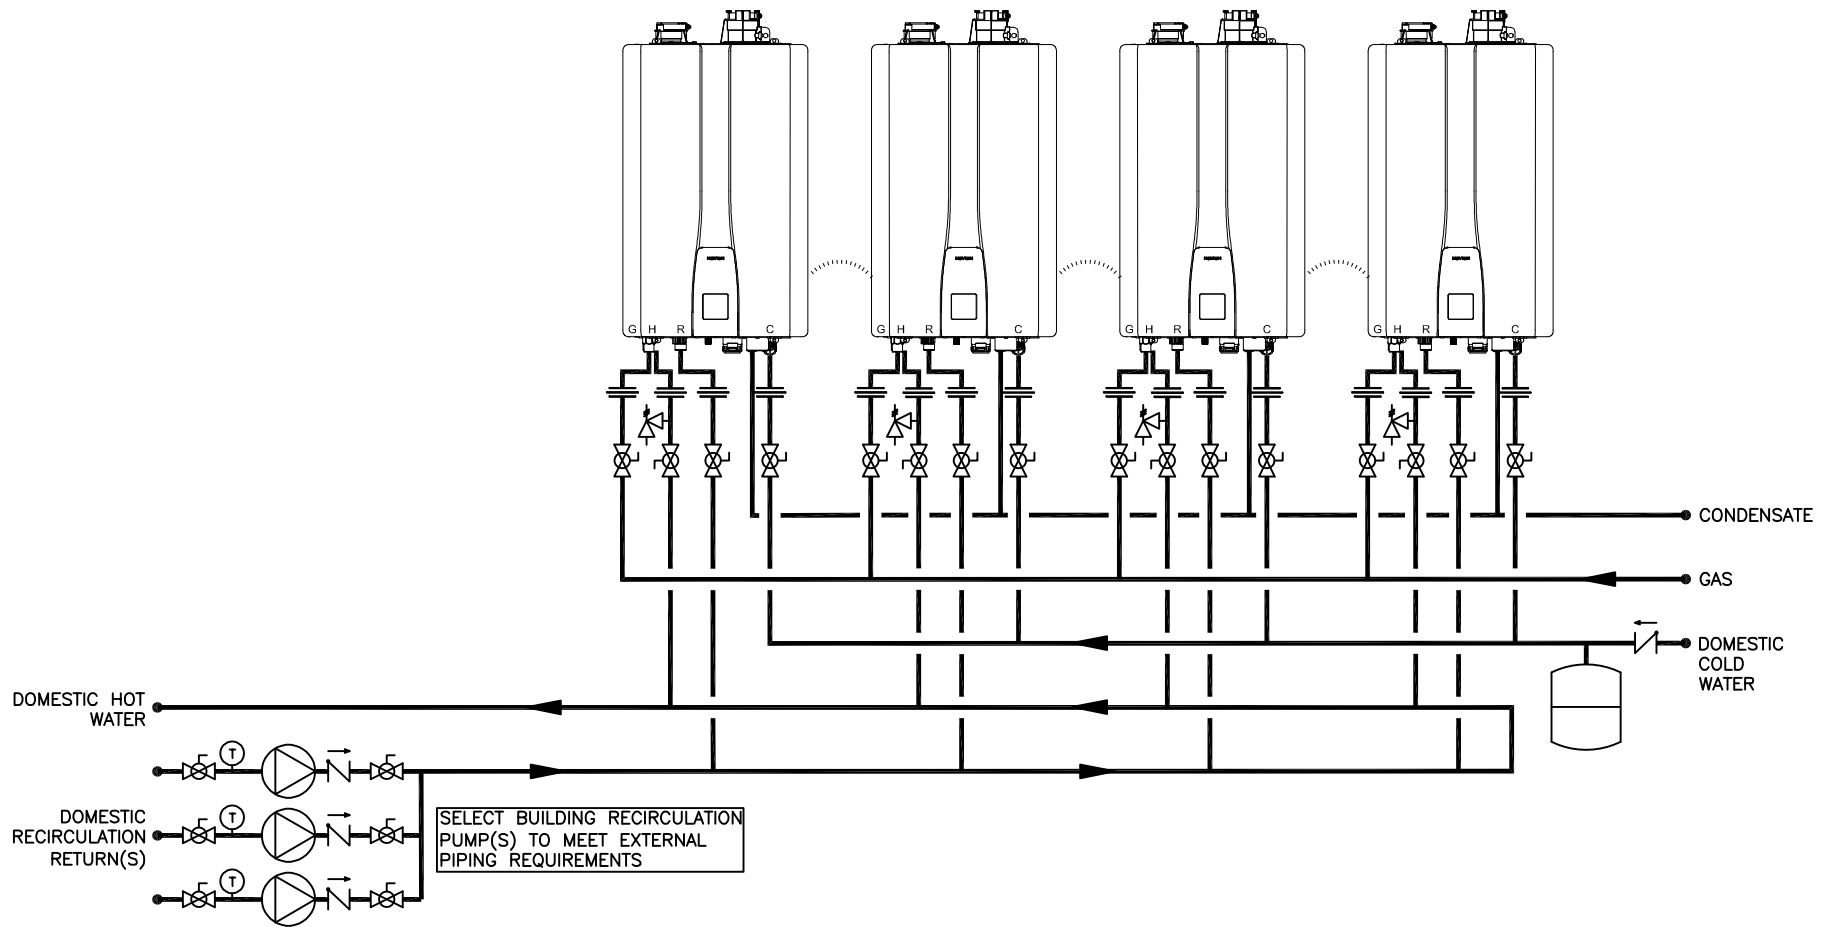 G H R C
G H R C
G H R C
G H R C
CONDENSATE
GAS
DOMESTIC
COLD
WATER
DOMESTIC HOT
WATER
T
T
T
DOMESTIC
RECIRCULATION
RETURN(S)
SELECT BUILDING RECIRCULATION
PUMP(S) TO MEET EXTERNAL
PIPING REQUIREMENTS